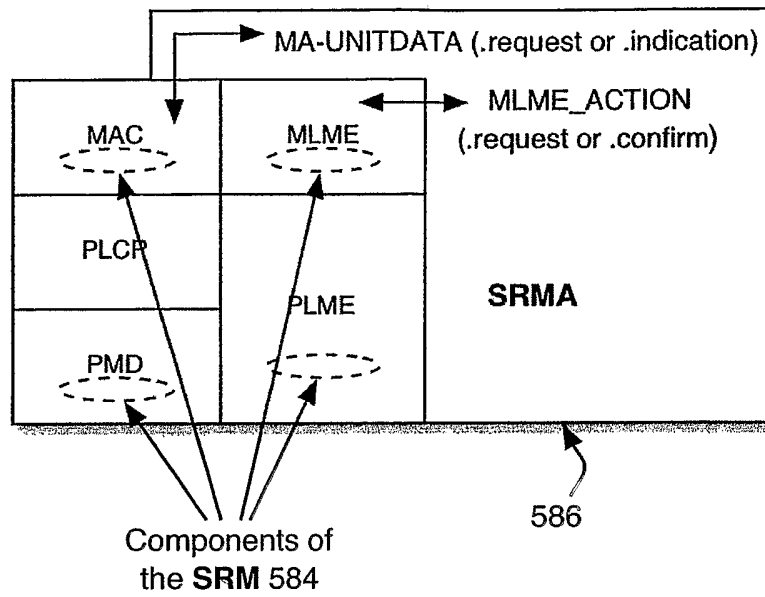 MA-UNITDATA (.request or .indication)
MAC
MLME
MLME_ACTION
(.request or .confirm)
PLCP
PLME
SRMA
PMD
586
Components of
the SRM 584